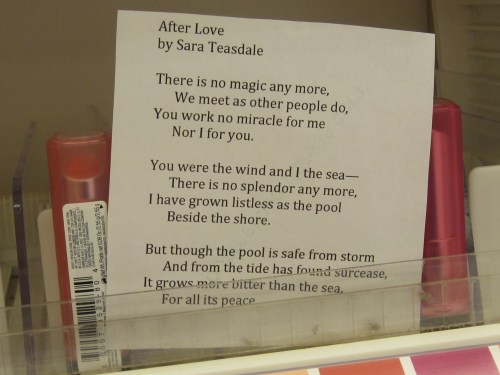 After Love
by Sara Teasdale
There is no magic any more,
We meet as other people do,
You work no miracle for me
Nor I for you.
You were the wind and I the sea—
There is no splendor any more,
I have grown listless as the pool
Beside the shore.
But though the pool is safe from storm
And from the tide has found surcease,
It grows more bitter than the sea,
For all its peace